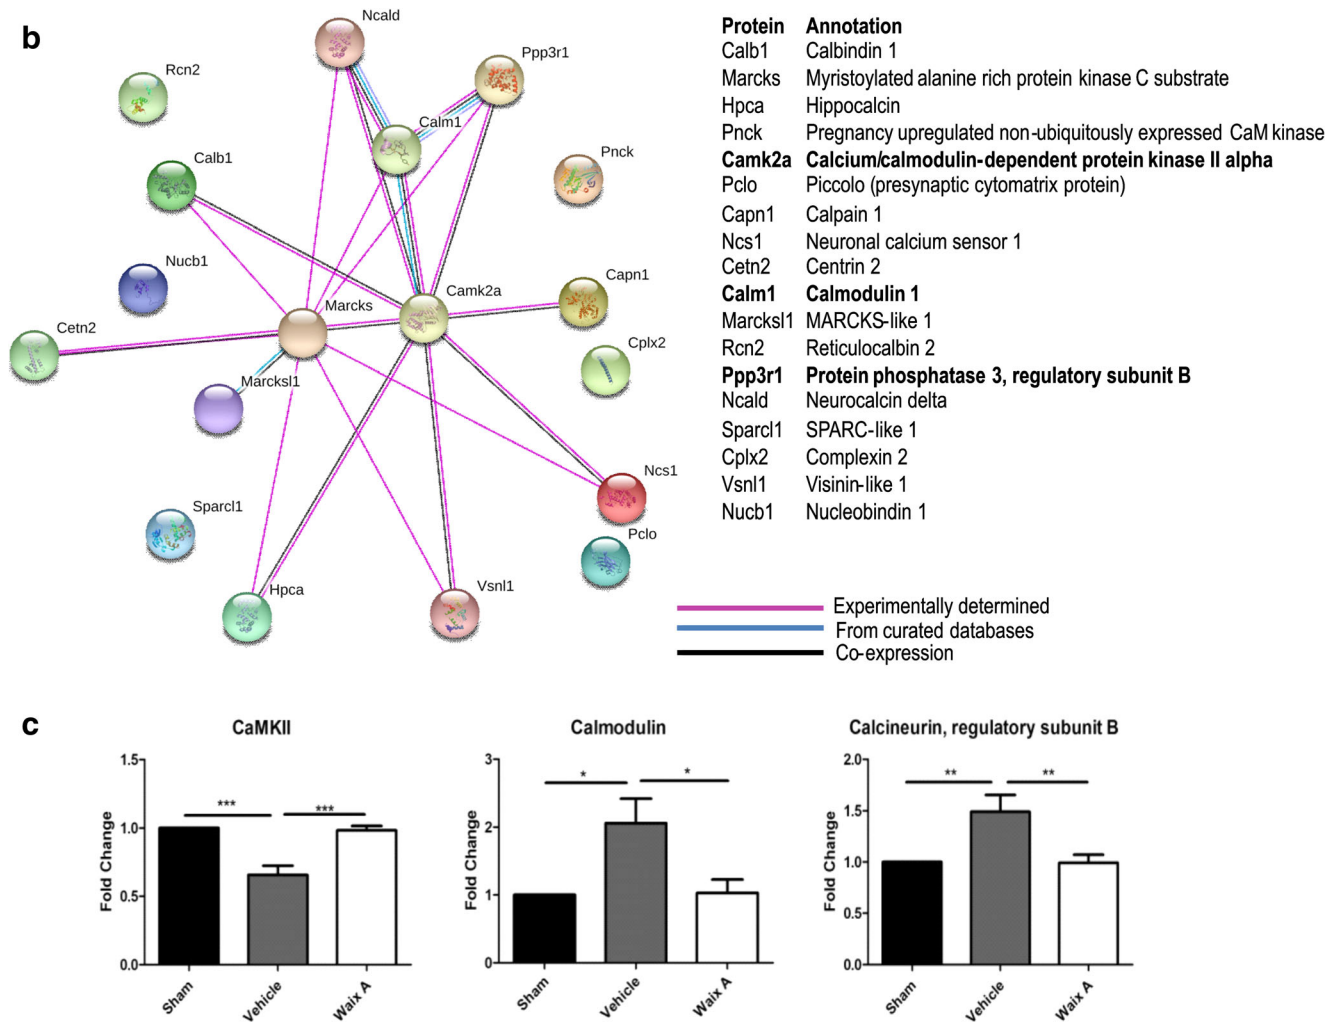 b
Ncald
Ppp3r1
Rcn2
Calm1
Calb1
Pnck
Nucb1
Capn1
Camk2a
Marcks
Cetn2
Cplx2
Marcksl1
Ncs1
Sparcl1
Pclo
Hpca
Vsnl1
Protein Annotation
Calb1 Calbindin 1
Marcks Myristoylated alanine rich protein kinase C substrate
Hpca Hippocalcin
Pnck Pregnancy upregulated non-ubiquitously expressed CaM kinase
Camk2a Calcium/calmodulin-dependent protein kinase II alpha
Pclo Piccolo (presynaptic cytomatrix protein)
Capn1 Calpain 1
Ncs1 Neuronal calcium sensor 1
Cetn2 Centrin 2
Calm1 Calmodulin 1
Marcksl1 MARCKS-like 1
Rcn2 Reticulocalbin 2
Ppp3r1 Protein phosphatase 3, regulatory subunit B
Ncald Neurocalcin delta
Sparcl1 SPARC-like 1
Cplx2 Complexin 2
Vsnl1 Visinin-like 1
Nucb1 Nucleobindin 1
Experimentally determined
From curated databases
Co-expression
c
CaMKII
Fold Change
1.5
1.0
0.5
0.0
***
***
Sham
Vehicle
Waix A
Calmodulin
Fold Change
3
2
1
0
*
*
Sham
Vehicle
Waix A
Calcineurin, regulatory subunit B
Fold Change
2.0
1.5
1.0
0.5
0.0
**
**
Sham
Vehicle
Waix A